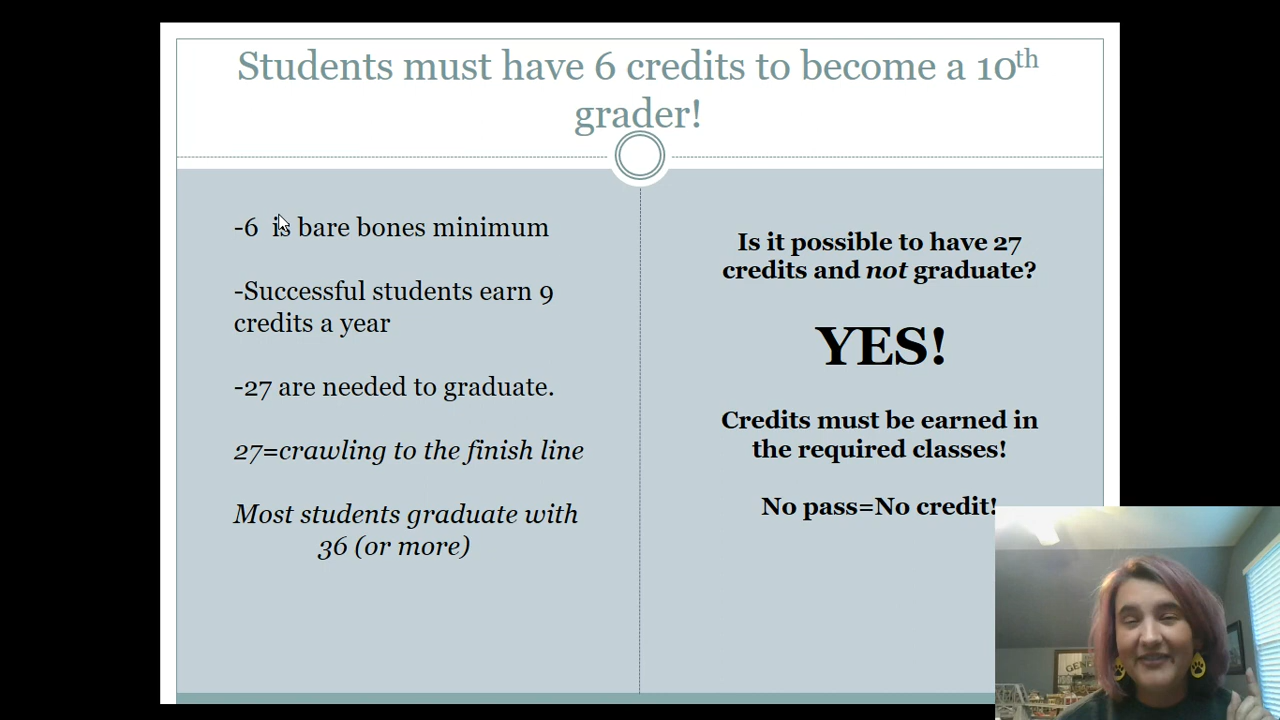 Students must have 6 credits to become a 10th
grader!
-6 is bare bones minimum
-Successful students earn 9
credits a year
-27 are needed to graduate.
27=crawling to the finish line
Most students graduate with
36 (or more)
Is it possible to have 27
credits and not graduate?
YES!
Credits must be earned in
the required classes!
No pass=No credit!